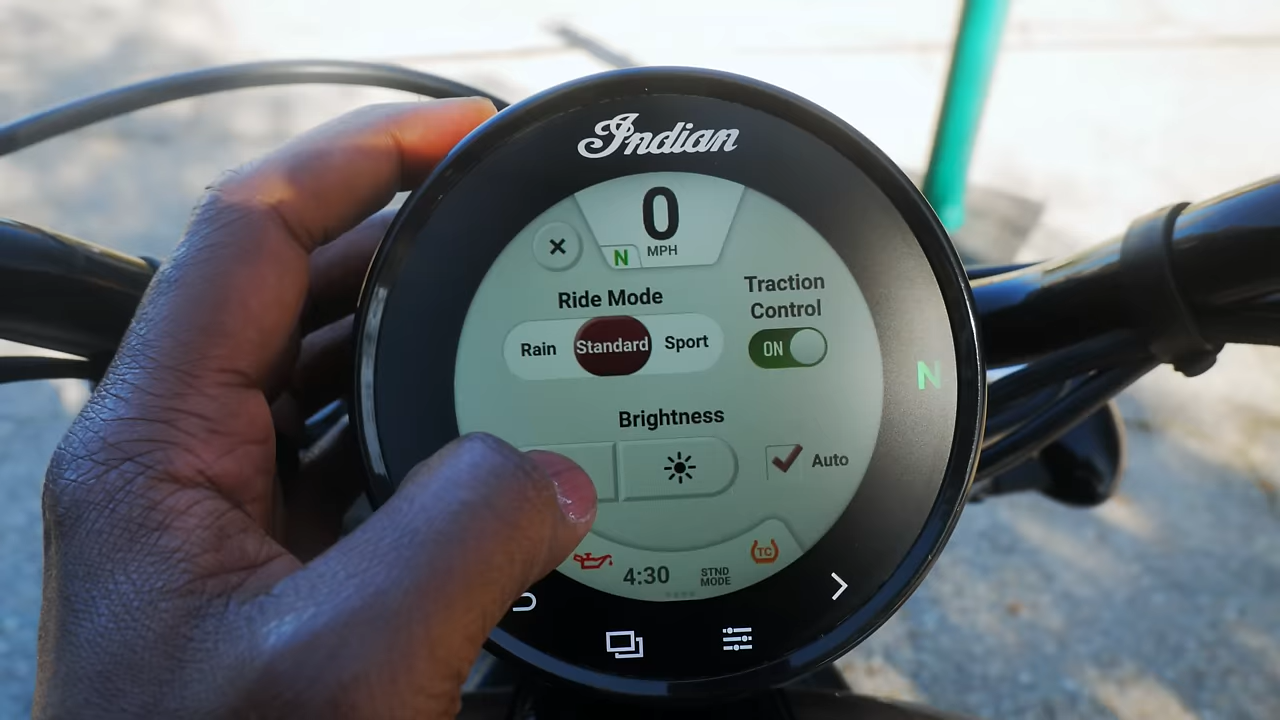 Indian
0
MPH
N
Ride Mode
Rain
Standard
Sport
Traction
Control
ON
N
Brightness
Auto
4:30
STND
MODE
TC